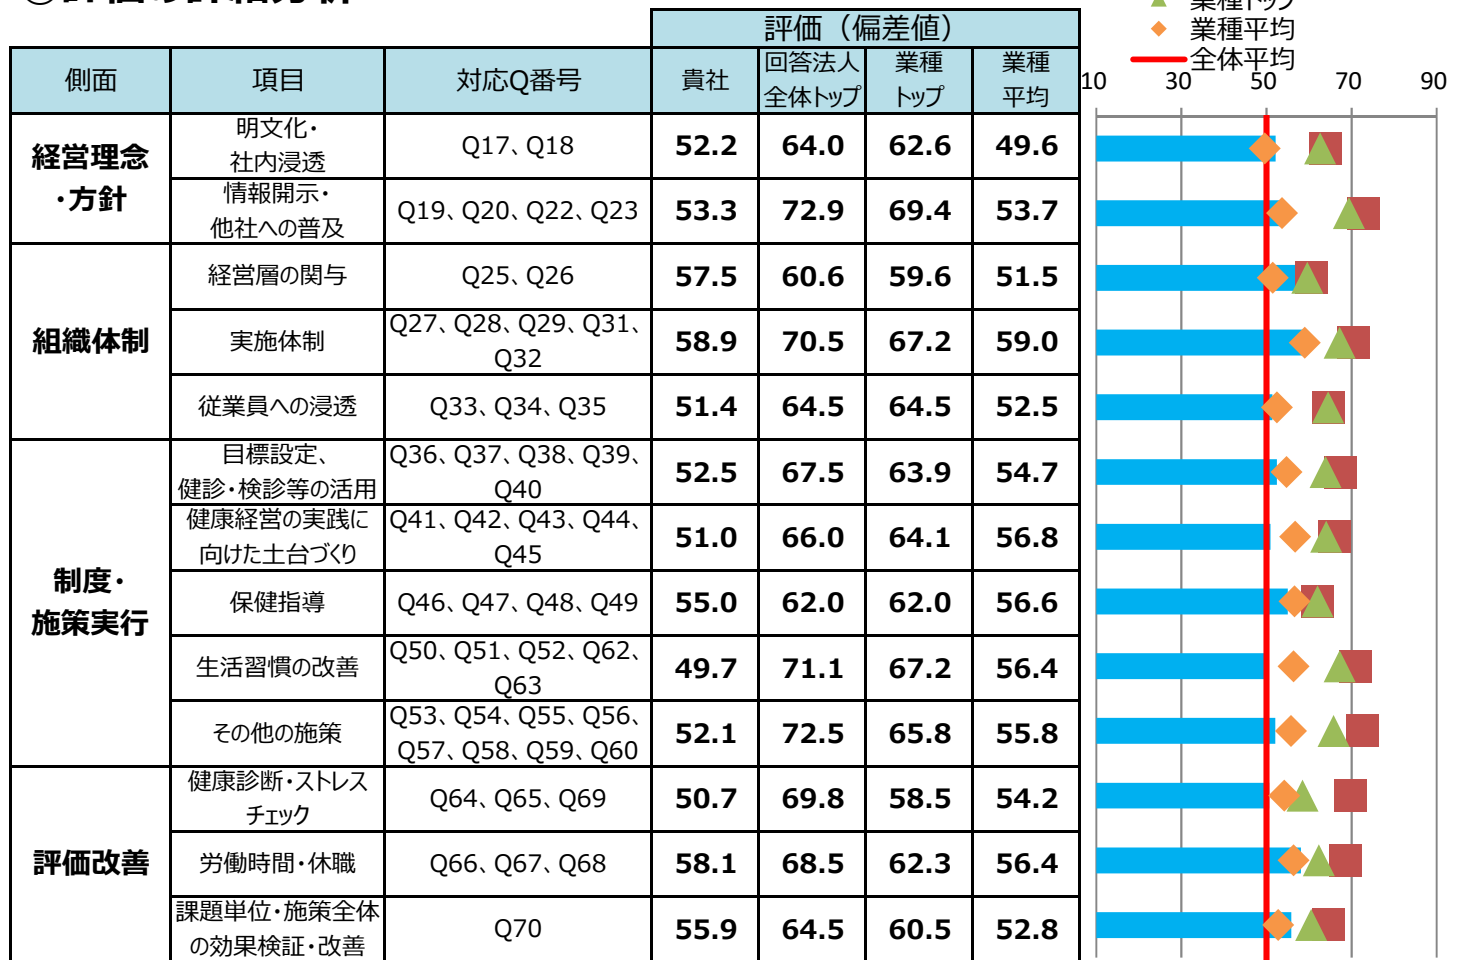 業種トップ
業種平均
全体平均
評価（偏差値）
側面 項目 対応Q番号 貴社 回答法人全体トップ 業種トップ 業種平均
10 30 50 70 90
経営理念・方針
明文化・社内浸透 Q17、Q18 52.2 64.0 62.6 49.6
情報開示・他社への普及 Q19、Q20、Q22、Q23 53.3 72.9 69.4 53.7
組織体制
経営層の関与 Q25、Q26 57.5 60.6 59.6 51.5
実施体制 Q27、Q28、Q29、Q31、Q32 58.9 70.5 67.2 59.0
従業員への浸透 Q33、Q34、Q35 51.4 64.5 64.5 52.5
制度・施策実行
目標設定、健診・検診等の活用 Q36、Q37、Q38、Q39、Q40 52.5 67.5 63.9 54.7
健康経営の実践に向けた土台づくり Q41、Q42、Q43、Q44、Q45 51.0 66.0 64.1 56.8
保健指導 Q46、Q47、Q48、Q49 55.0 62.0 62.0 56.6
生活習慣の改善 Q50、Q51、Q52、Q62、Q63 49.7 71.1 67.2 56.4
その他の施策 Q53、Q54、Q55、Q56、Q57、Q58、Q59、Q60 52.1 72.5 65.8 55.8
評価改善
健康診断・ストレスチェック Q64、Q65、Q69 50.7 69.8 58.5 54.2
労働時間・休職 Q66、Q67、Q68 58.1 68.5 62.3 56.4
課題単位・施策全体の効果検証・改善 Q70 55.9 64.5 60.5 52.8